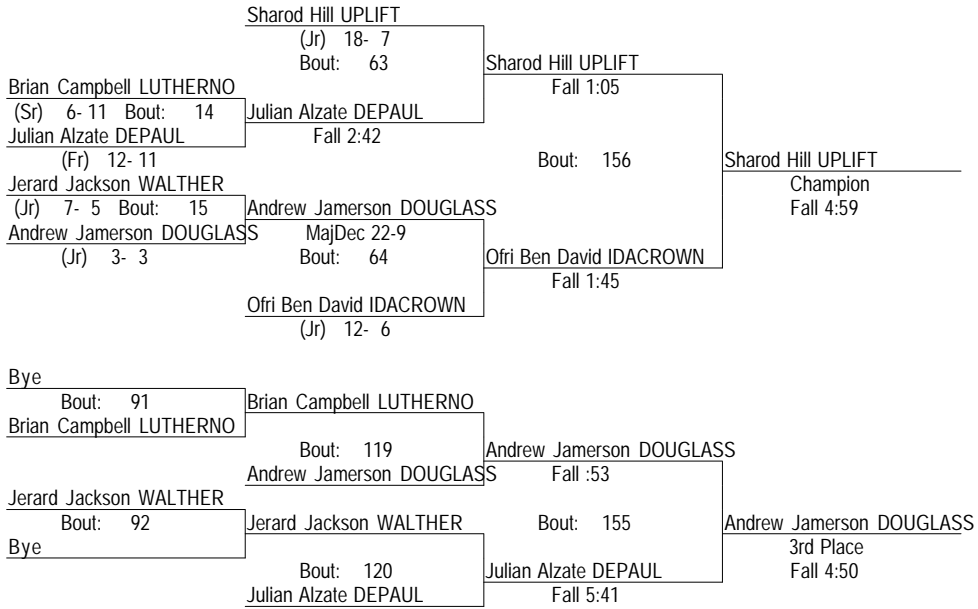 Sharod Hill UPLIFT
(Jr) 18- 7
Bout: 63
Sharod Hill UPLIFT
Fall 1:05
Brian Campbell LUTHERNO
(Sr) 6- 11 Bout: 14
Julian Alzate DEPAUL
Julian Alzate DEPAUL
Fall 2:42
(Fr) 12- 11
Bout: 156
Sharod Hill UPLIFT
Champion
Fall 4:59
Jerard Jackson WALTHER
(Jr) 7- 5 Bout: 15
Andrew Jamerson DOUGLASS
Andrew Jamerson DOUGLASS
MajDec 22-9
(Jr) 3- 3
Bout: 64
Ofri Ben David IDACROWN
Fall 1:45
Ofri Ben David IDACROWN
(Jr) 12- 6
Bye
Bout: 91
Brian Campbell LUTHERNO
Brian Campbell LUTHERNO
Bout: 119
Andrew Jamerson DOUGLASS
Andrew Jamerson DOUGLASS
Fall :53
Jerard Jackson WALTHER
Bout: 92
Jerard Jackson WALTHER
Bout: 155
Andrew Jamerson DOUGLASS
Bye
3rd Place
Fall 4:50
Bout: 120
Julian Alzate DEPAUL
Julian Alzate DEPAUL
Fall 5:41